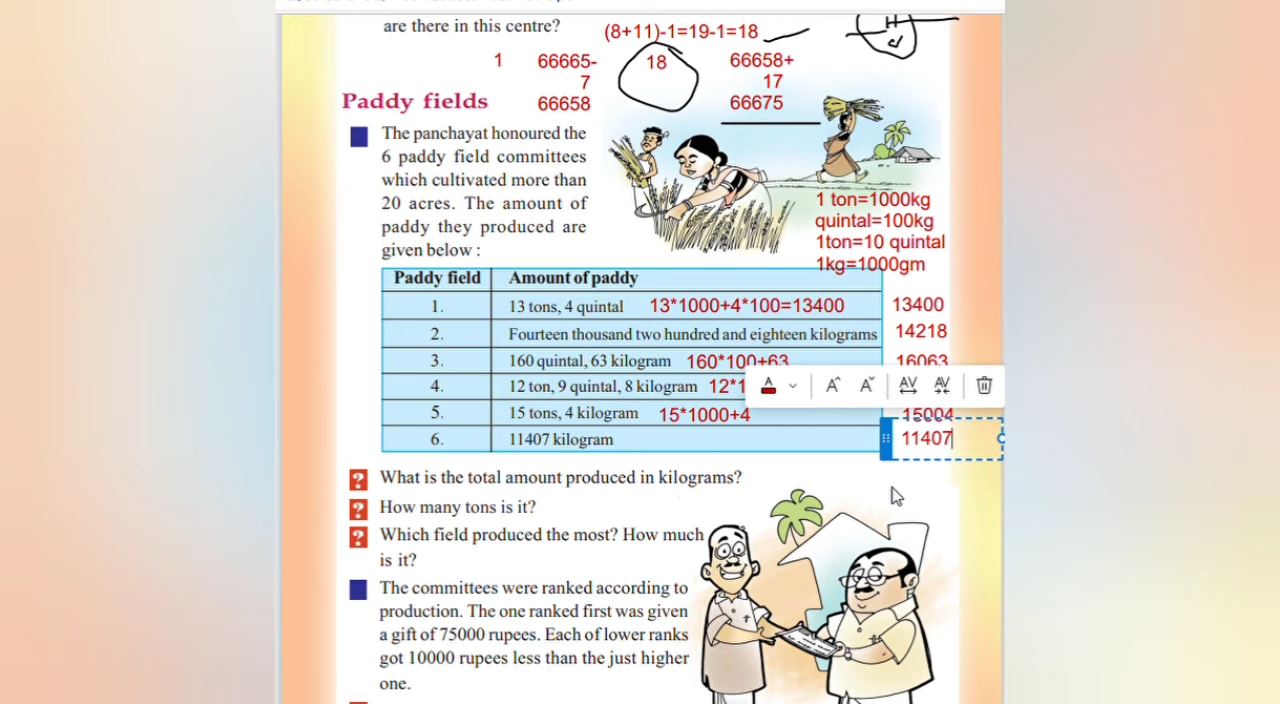 are there in this centre?
(8+11)-1=19-1=18
1
66665-
7
66658
18
66658+
17
66675
Paddy fields
The panchayat honoured the
6 paddy field committees
which cultivated more than
20 acres. The amount of
paddy they produced are
given below :
1 ton=1000kg
quintal=100kg
1ton=10 quintal
1kg=1000gm
Paddy field Amount of paddy
1. 13 tons, 4 quintal 13*1000+4*100=13400 13400
2. Fourteen thousand two hundred and eighteen kilograms 14218
3. 160 quintal, 63 kilogram 160*100+63 16063
4. 12 ton, 9 quintal, 8 kilogram 12*1
5. 15 tons, 4 kilogram 15*1000+4 15004
6. 11407 kilogram 11407
A A A AV AV
? What is the total amount produced in kilograms?
? How many tons is it?
? Which field produced the most? How much
is it?
The committees were ranked according to
production. The one ranked first was given
a gift of 75000 rupees. Each of lower ranks
got 10000 rupees less than the just higher
one.